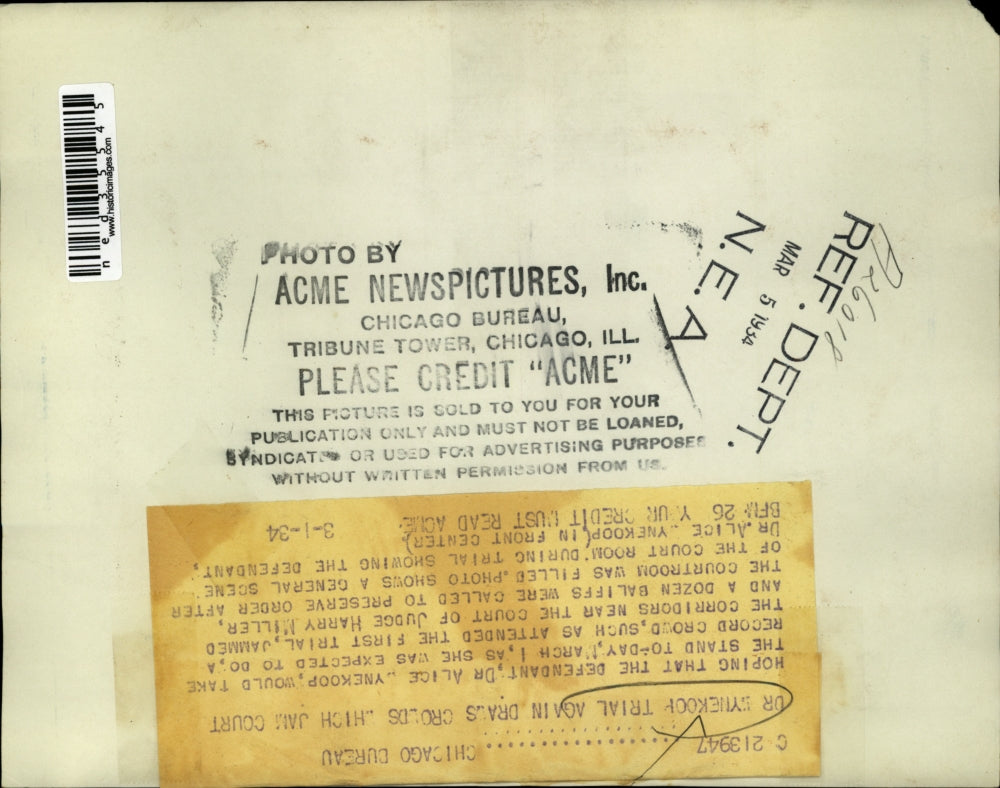 PHOTO BY
ACME NEWSPICTURES, Inc.
CHICAGO BUREAU,
TRIBUNE TOWER, CHICAGO, ILL.
PLEASE CREDIT "ACME"
THIS PICTURE IS SOLD TO YOU FOR YOUR
PUBLICATION ONLY AND MUST NOT BE LOANED,
SYNDICATED OR USED FOR ADVERTISING PURPOSES
WITHOUT WRITTEN PERMISSION FROM US.
N.E.A.
MAR 5 1934
REF. DEPT.
D26018
www.historicimages.com
ned35545
C 213947 .................... CHICAGO BUREAU
DR WYNEKOOP TRIAL AGAIN DRAWS CROWDS WHICH JAM COURT
HOPING THAT THE DEFENDANT, DR ALICE WYNEKOOP, WOULD TAKE
THE STAND TO-DAY, MARCH 1, AS SHE WAS EXPECTED TO DO, A
RECORD CROWD, SUCH AS ATTENDED THE FIRST TRIAL, JAMMED
THE CORRIDORS NEAR THE COURT OF JUDGE HARRY MILLER,
AND A DOZEN BALIFFS WERE CALLED TO PRESERVE ORDER AFTER
THE COURTROOM WAS FILLED. PHOTO SHOWS A GENERAL SCENE
OF THE COURT ROOM DURING TRIAL SHOWING THE DEFENDANT,
DR. ALICE WYNEKOOP (IN FRONT CENTER)
BFM 26 YOUR CREDIT MUST READ ACME 3-1-34